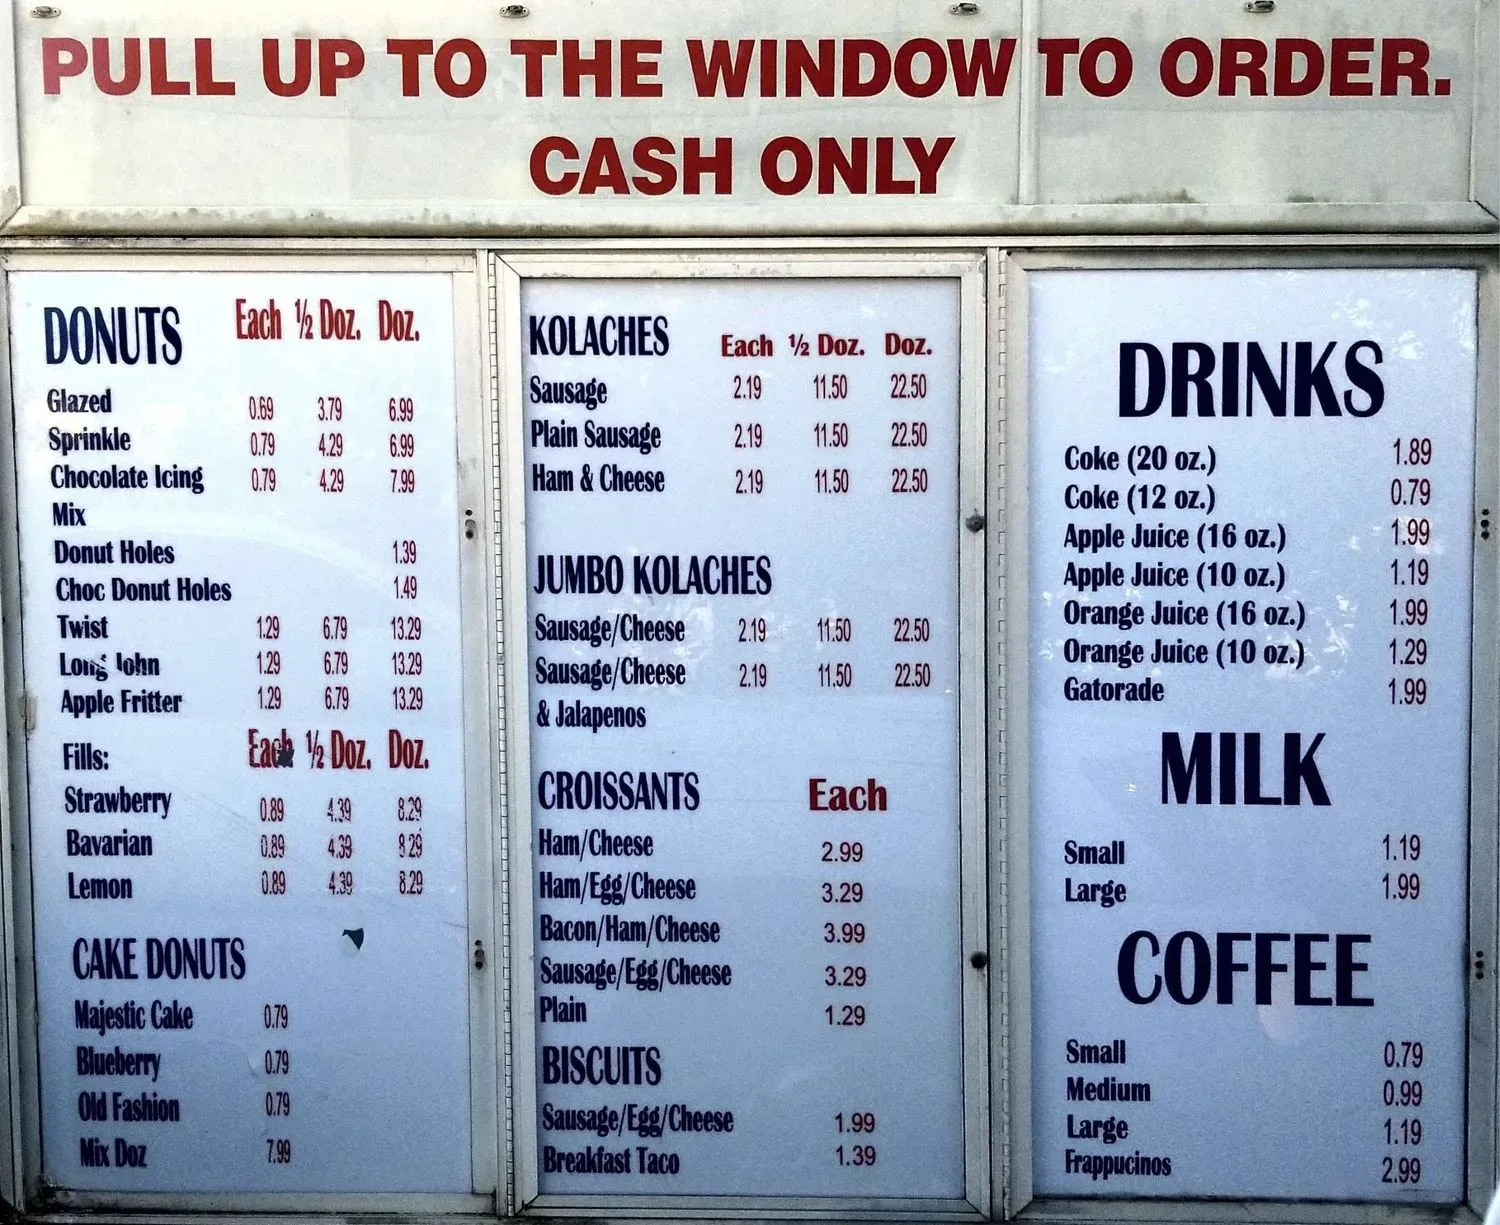 PULL UP TO THE WINDOW TO ORDER.
CASH ONLY
DONUTS Each ½ Doz. Doz.
Glazed 0.69 3.79 6.99
Sprinkle 0.79 4.29 6.99
Chocolate Icing 0.79 4.29 7.99
Mix
Donut Holes 1.39
Choc Donut Holes 1.49
Twist 1.29 6.79 13.29
Long John 1.29 6.79 13.29
Apple Fritter 1.29 6.79 13.29
Fills: Each ½ Doz. Doz.
Strawberry 0.89 4.39 8.29
Bavarian 0.89 4.39 8.29
Lemon 0.89 4.39 8.29
CAKE DONUTS
Majestic Cake 0.79
Blueberry 0.79
Old Fashion 0.79
Mix Doz 7.99
KOLACHES Each ½ Doz. Doz.
Sausage 2.19 11.50 22.50
Plain Sausage 2.19 11.50 22.50
Ham & Cheese 2.19 11.50 22.50
JUMBO KOLACHES
Sausage/Cheese 2.19 11.50 22.50
Sausage/Cheese 2.19 11.50 22.50
& Jalapenos
CROISSANTS Each
Ham/Cheese 2.99
Ham/Egg/Cheese 3.29
Bacon/Ham/Cheese 3.99
Sausage/Egg/Cheese 3.29
Plain 1.29
BISCUITS
Sausage/Egg/Cheese 1.99
Breakfast Taco 1.39
DRINKS
Coke (20 oz.) 1.89
Coke (12 oz.) 0.79
Apple Juice (16 oz.) 1.99
Apple Juice (10 oz.) 1.19
Orange Juice (16 oz.) 1.99
Orange Juice (10 oz.) 1.29
Gatorade 1.99
MILK
Small 1.19
Large 1.99
COFFEE
Small 0.79
Medium 0.99
Large 1.19
Frappucinos 2.99